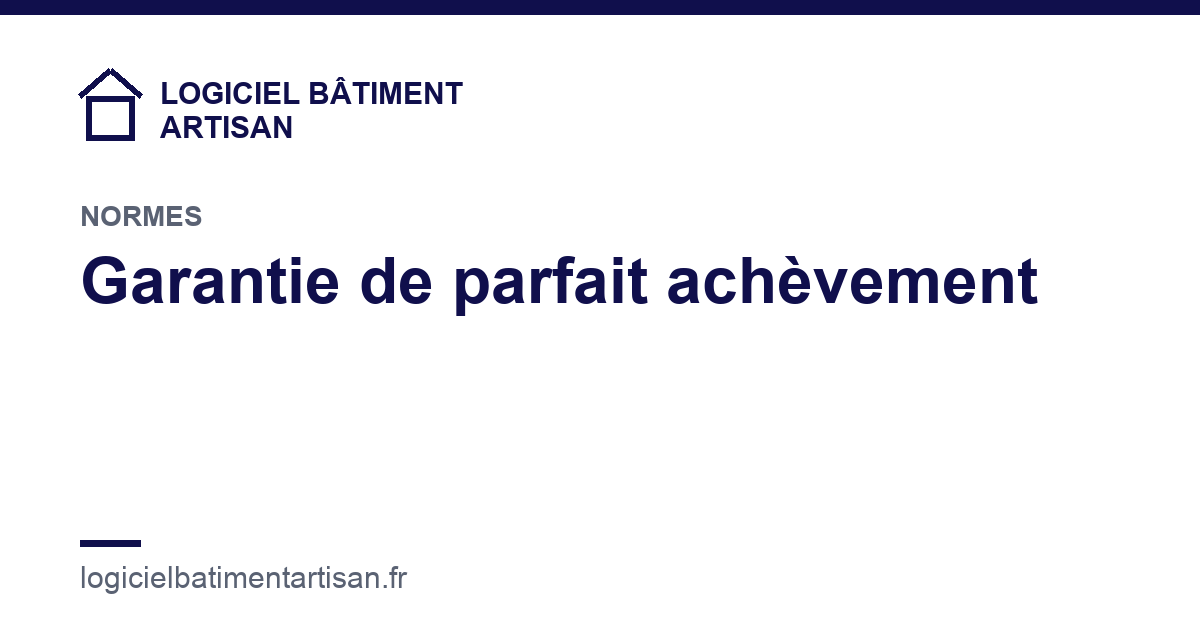 LOGICIEL BÂTIMENT
ARTISAN
NORMES
Garantie de parfait achèvement
logicielbatimentartisan.fr